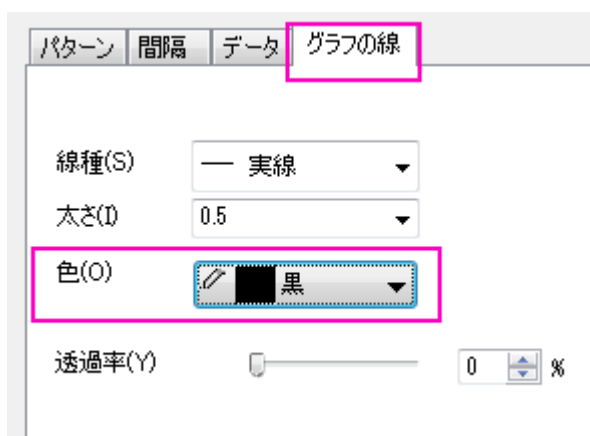 パターン 間隔 データ グラフの線
線種(S) 実線
太さ(I) 0.5
色(O) 黒
透過率(Y) 0 %